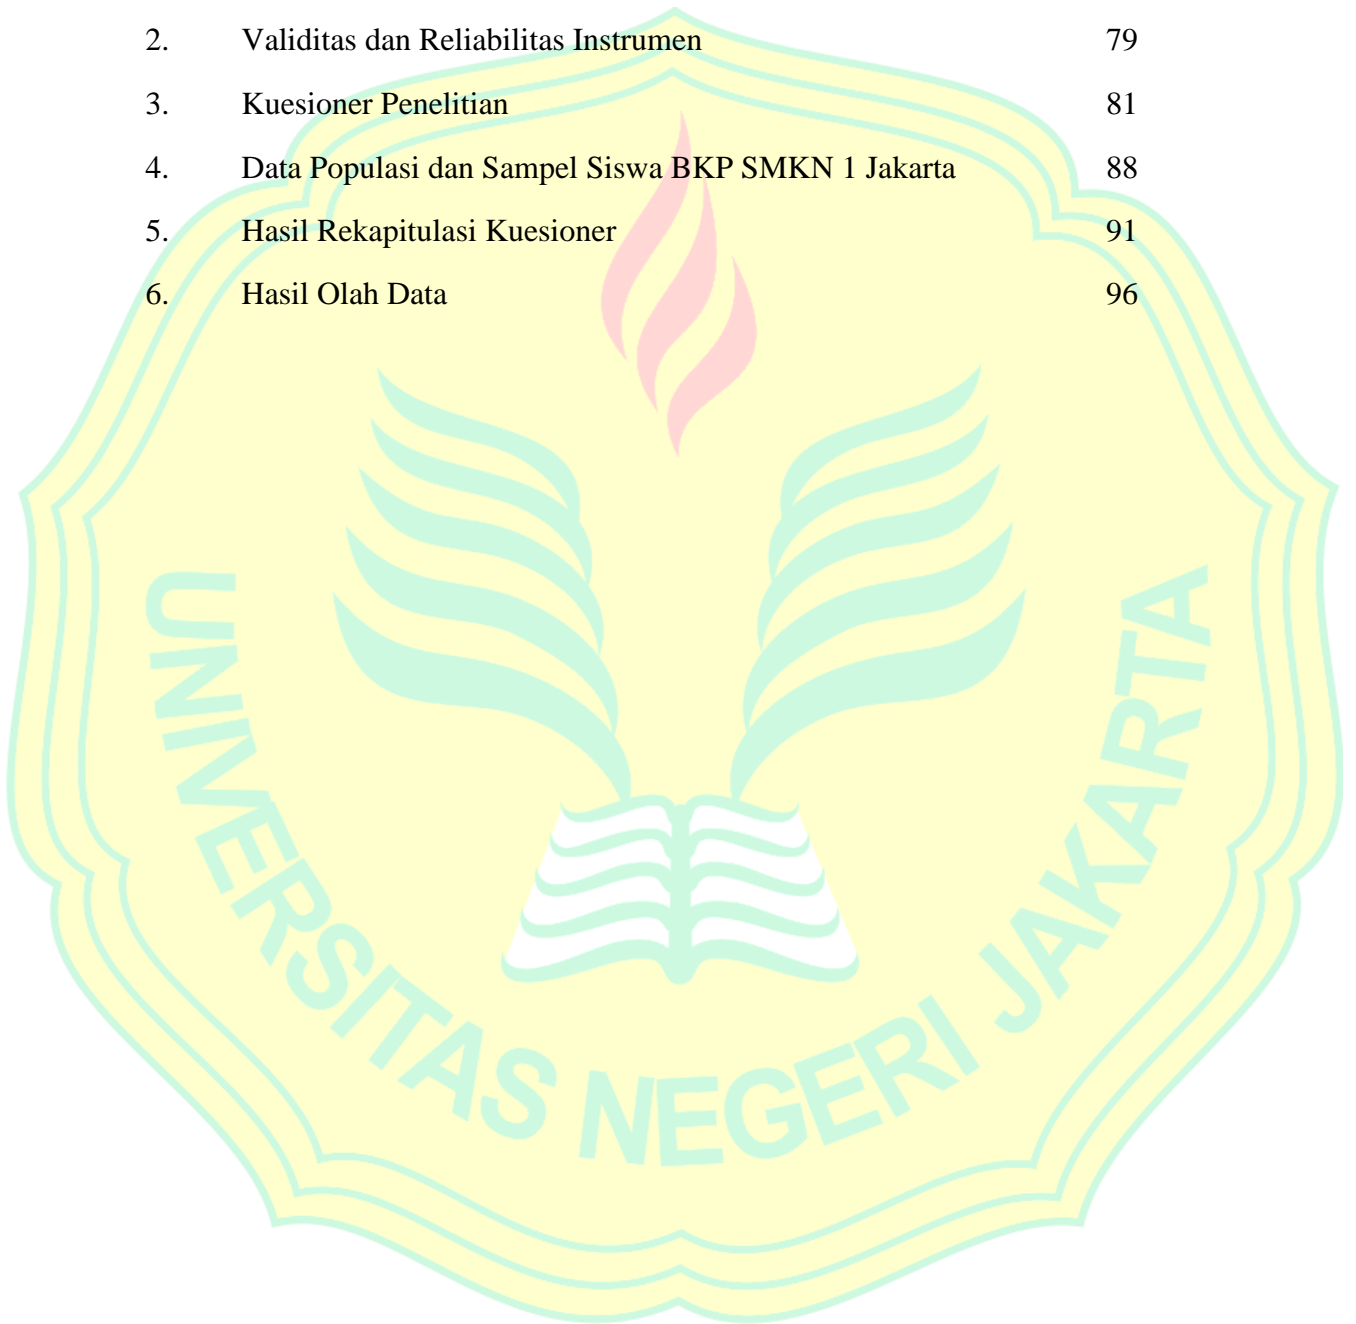 2. Validitas dan Reliabilitas Instrumen 79
3. Kuesioner Penelitian 81
4. Data Populasi dan Sampel Siswa BKP SMKN 1 Jakarta 88
5. Hasil Rekapitulasi Kuesioner 91
6. Hasil Olah Data 96
UNIVERSITAS NEGERI JAKARTA